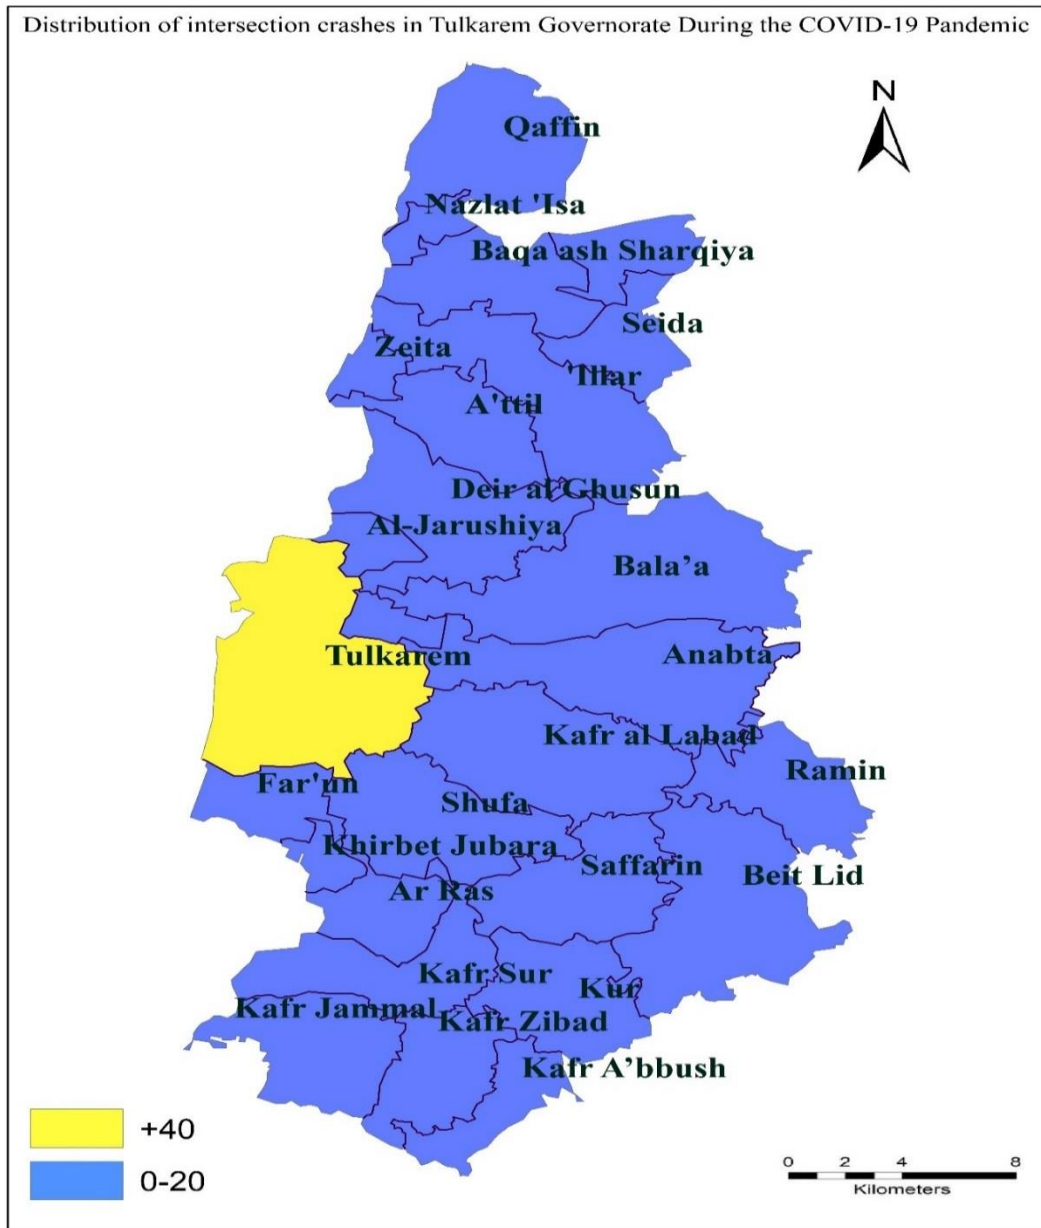 Distribution of intersection crashes in Tulkarem Governorate During the COVID-19 Pandemic
N
Qaffin
Nazlat 'Isa
Baqa ash Sharqiya
Seida
Zeita
'Illar
A'ttil
Deir al Ghusun
Al-Jarushiya
Bala’a
Tulkarem
Anabta
Kafr al Labad
Ramin
Far'un
Shufa
Khirbet Jubara
Saffarin
Beit Lid
Ar Ras
Kafr Sur
Kur
Kafr Jammal
Kafr Zibad
Kafr A’bbush
+40
0-20
0 2 4 8
Kilometers